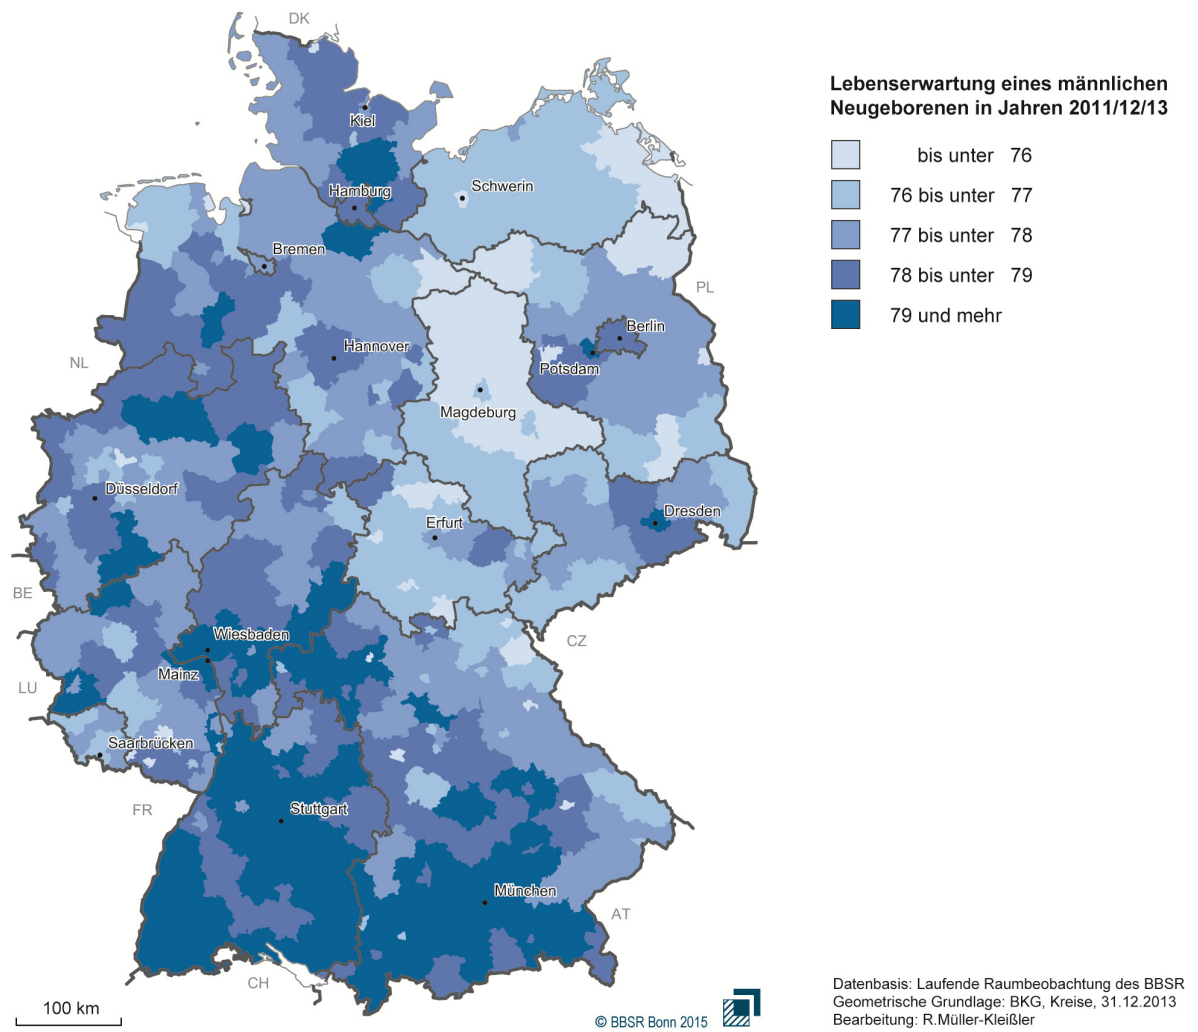 DK
Lebenserwartung eines männlichen
Neugeborenen in Jahren 2011/12/13
bis unter 76
76 bis unter 77
77 bis unter 78
78 bis unter 79
79 und mehr
Kiel
Schwerin
Hamburg
Bremen
PL
Berlin
Hannover
NL
Potsdam
Magdeburg
Düsseldorf
Dresden
Erfurt
BE
Wiesbaden
CZ
Mainz
LU
Saarbrücken
FR
Stuttgart
München
AT
CH
100 km
© BBSR Bonn 2015
Datenbasis: Laufende Raumbeobachtung des BBSR
Geometrische Grundlage: BKG, Kreise, 31.12.2013
Bearbeitung: R.Müller-Kleißler